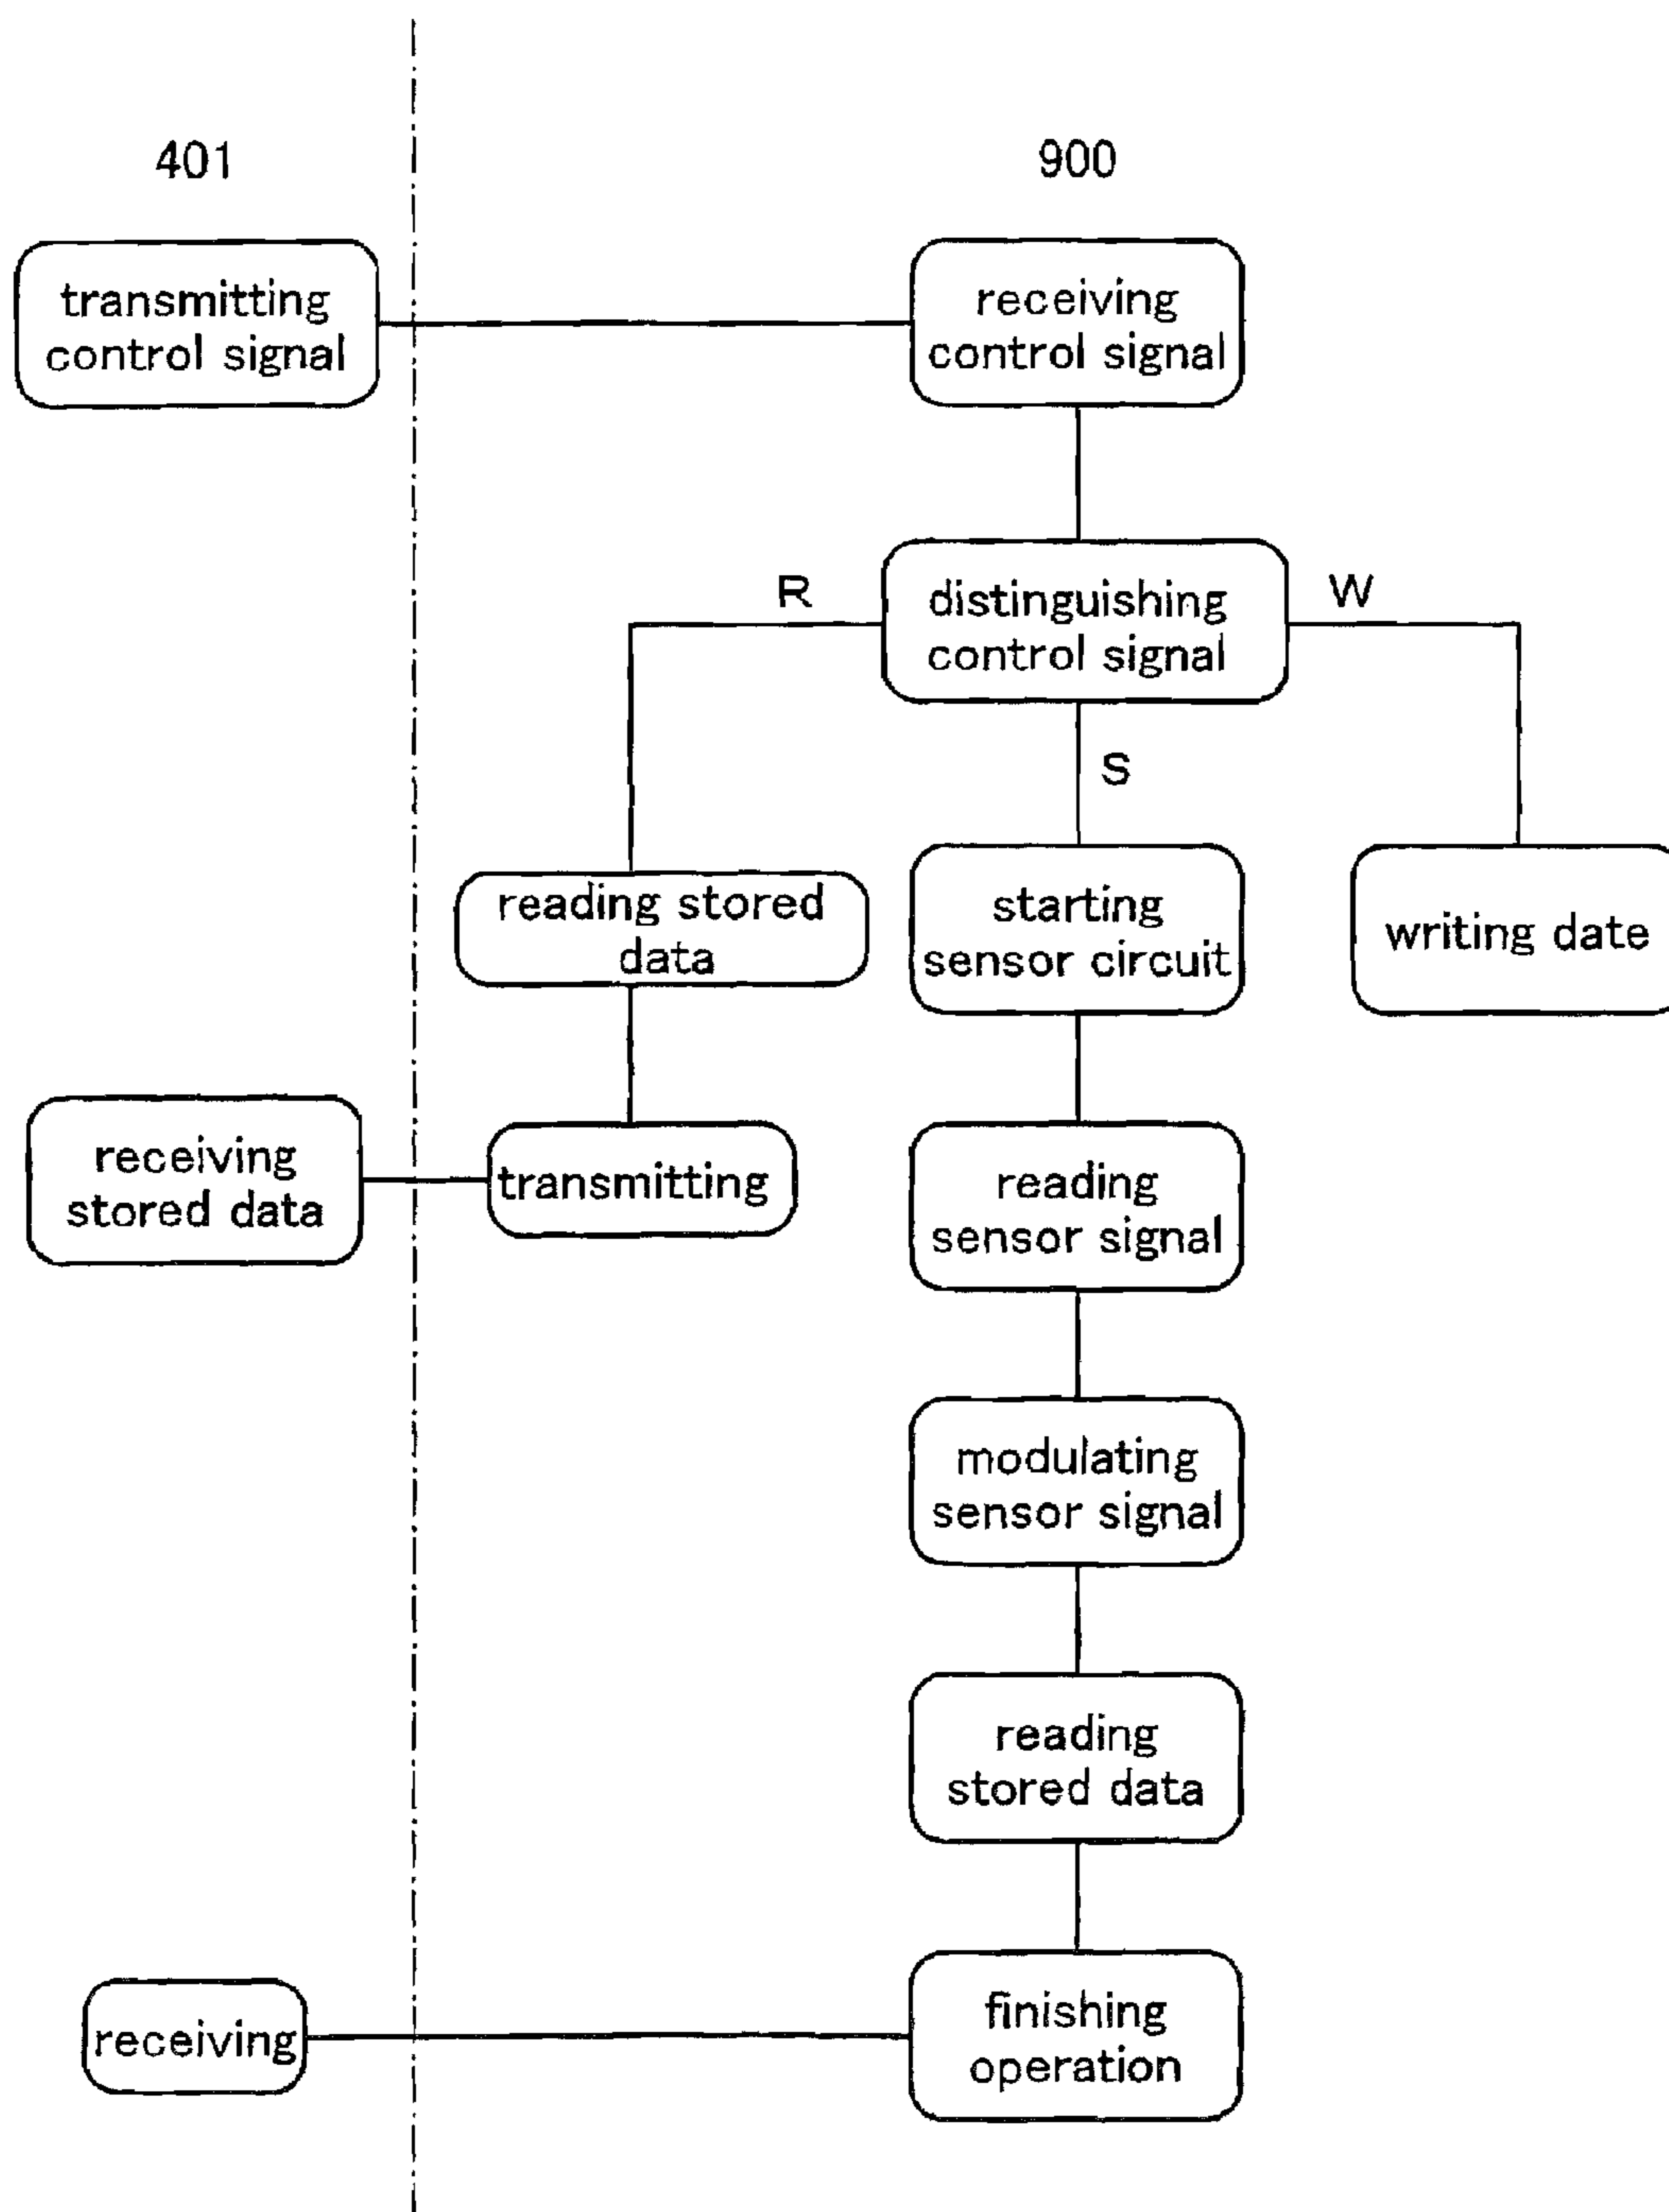 401
900
transmitting
control signal
receiving
control signal
R
distinguishing
control signal
W
S
reading stored
data
starting
sensor circuit
writing date
receiving
stored data
transmitting
reading
sensor signal
modulating
sensor signal
reading
stored data
receiving
finishing
operation